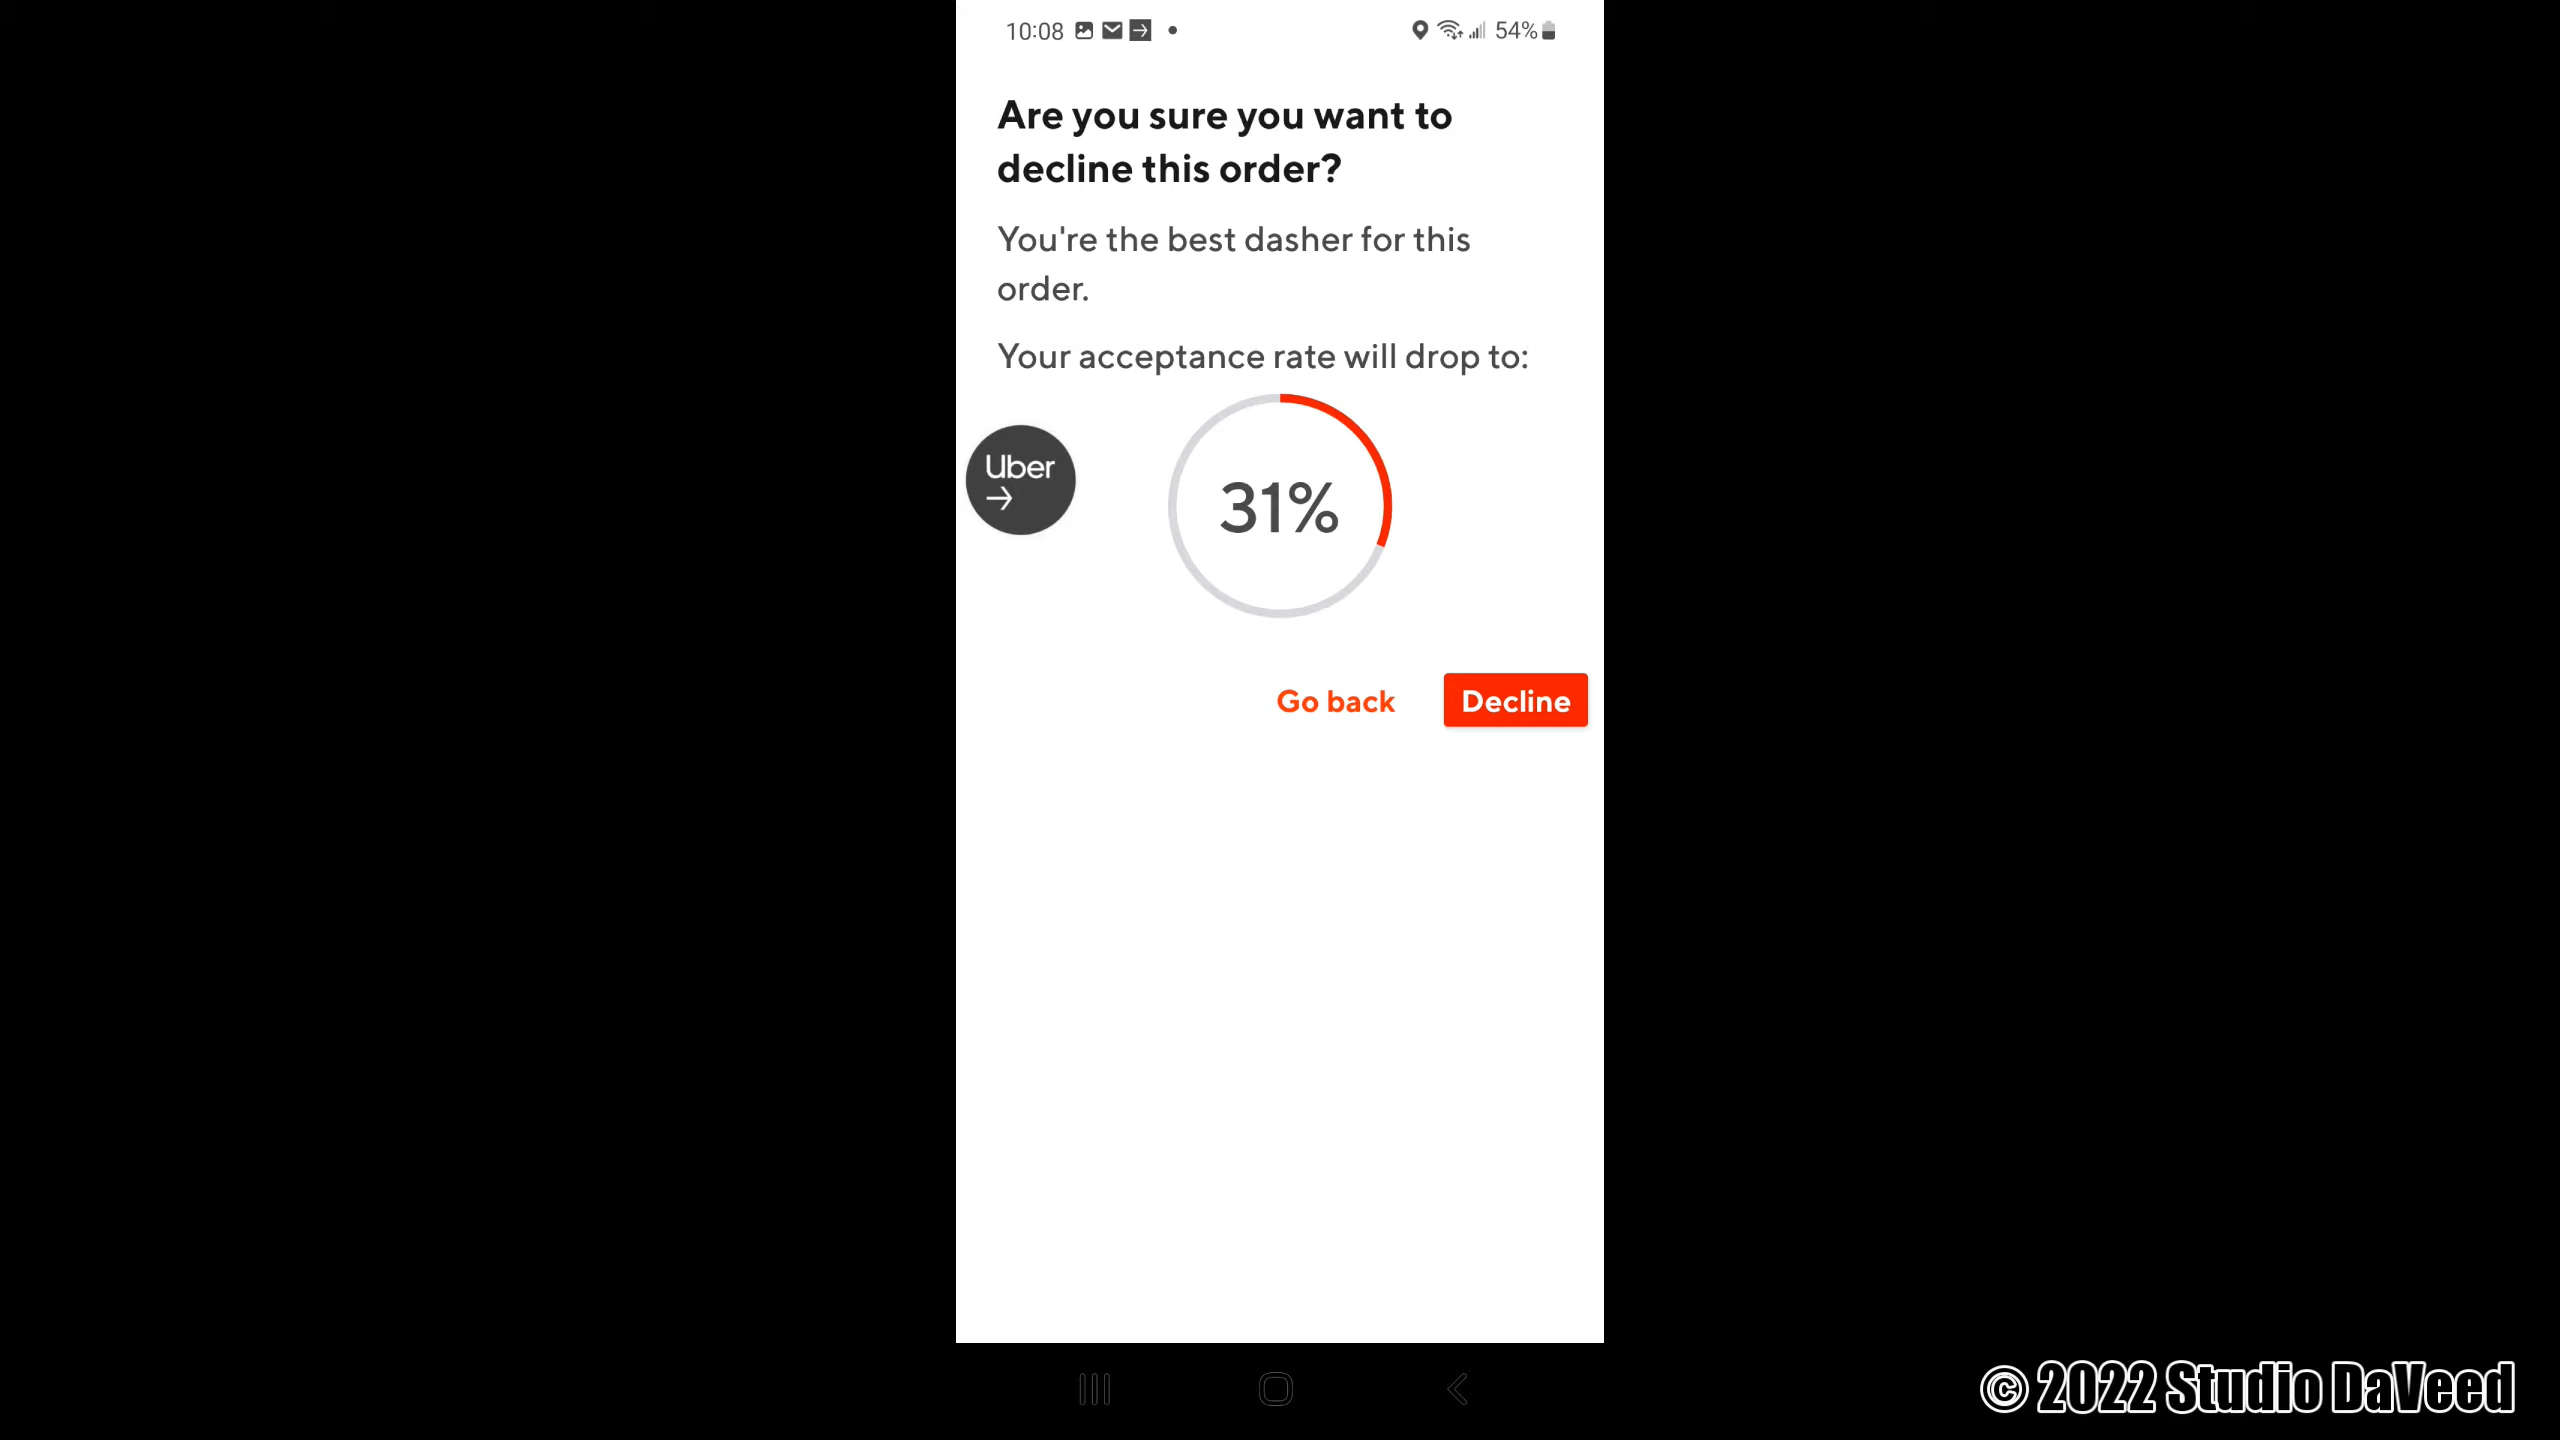 10:08
54%
Are you sure you want to
decline this order?
You're the best dasher for this
order.
Your acceptance rate will drop to:
Uber
31%
Go back
Decline
© 2022 Studio DaVeed